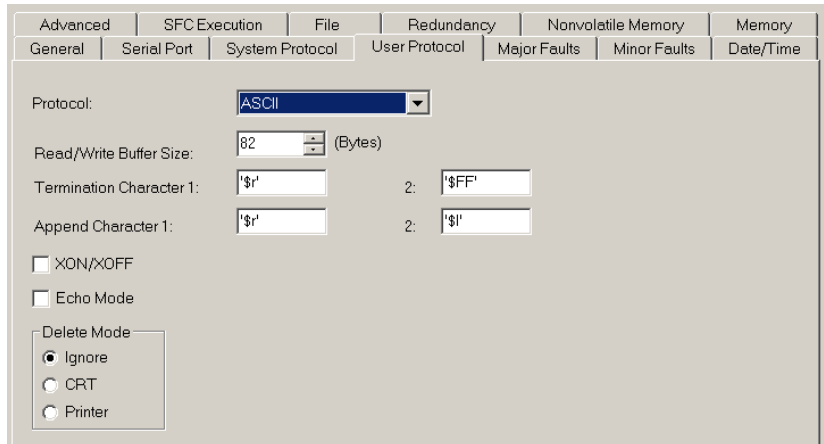 Advanced SFC Execution File Redundancy Nonvolatile Memory Memory
General Serial Port System Protocol User Protocol Major Faults Minor Faults Date/Time
Protocol: ASCII
Read/Write Buffer Size: 82 (Bytes)
Termination Character 1: '$r' 2: '$FF'
Append Character 1: '$r' 2: '$l'
XON/XOFF
Echo Mode
Delete Mode
Ignore
CRT
Printer